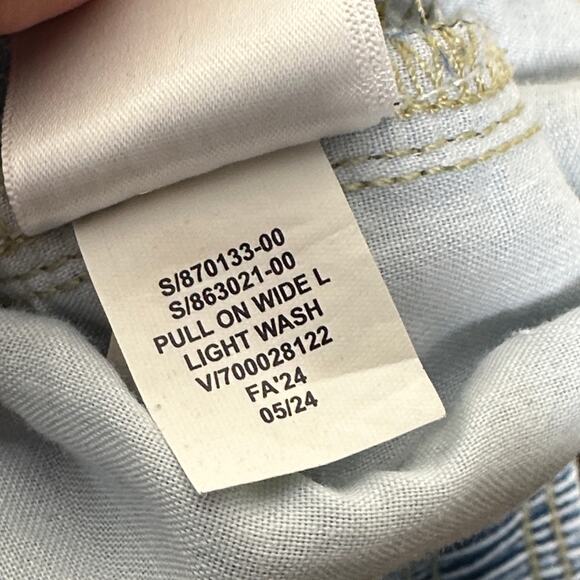 S/870133-00
S/863021-00
PULL ON WIDE L
LIGHT WASH
V/700028122
FA'24
05/24